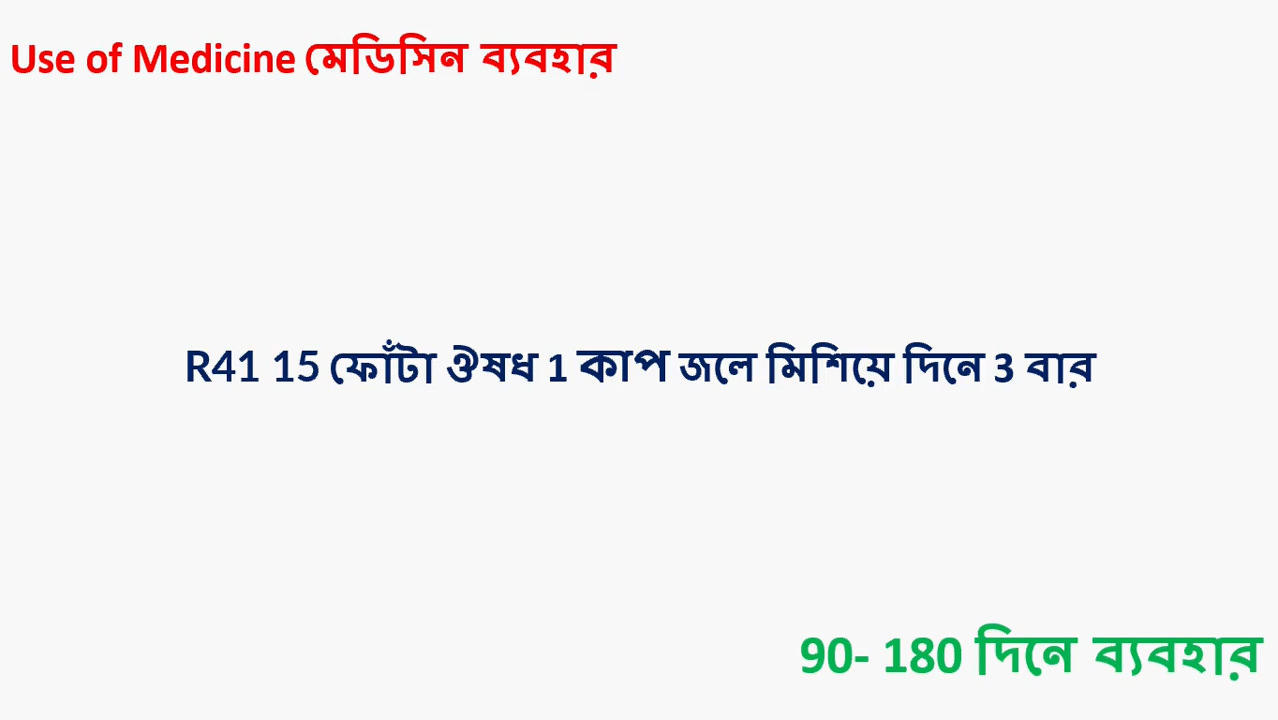 Use of Medicine মেডিসিন ব্যবহার
R41 15 ফোঁটা ঔষধ 1 কাপ জলে মিশিয়ে দিনে 3 বার
90- 180 দিনে ব্যবহার